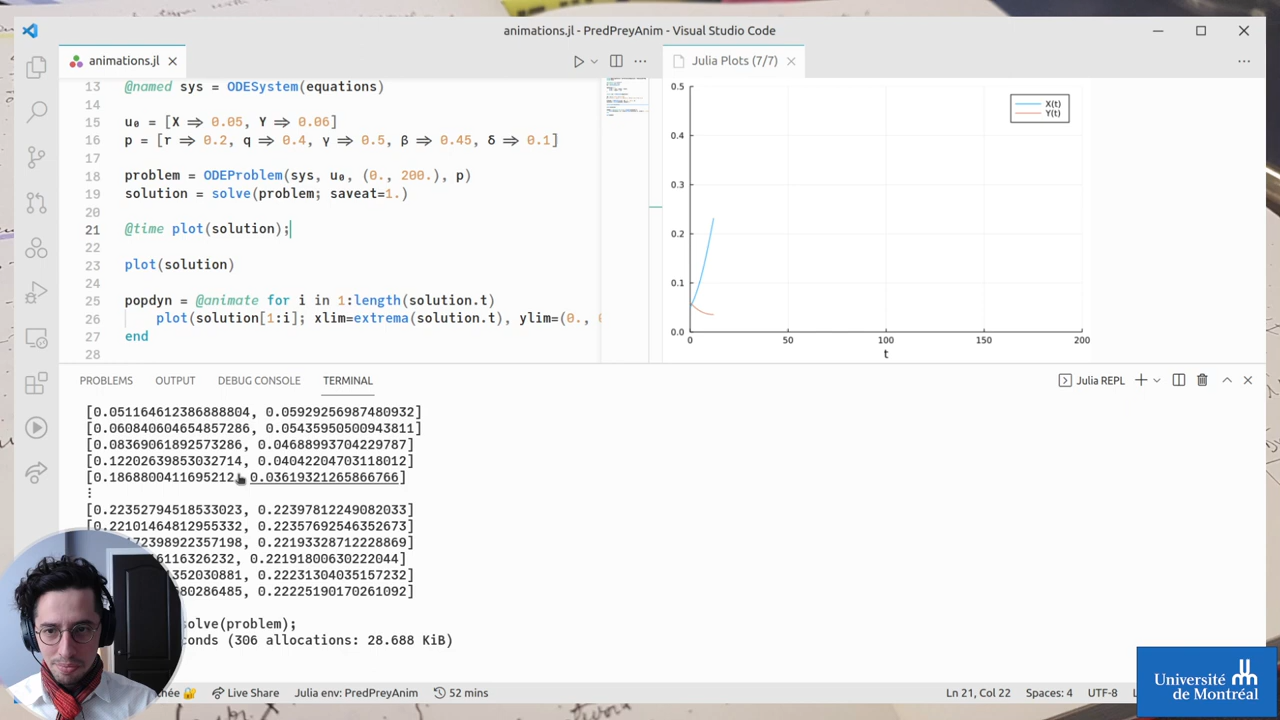 animations.jl - PredPreyAnim - Visual Studio Code
animations.jl
Julia Plots (7/7)
13 @named sys = ODESystem(equations)
14
15 u₀ = [X ⇒ 0.05, Y ⇒ 0.06]
16 p = [r ⇒ 0.2, q ⇒ 0.4, γ ⇒ 0.5, β ⇒ 0.45, δ ⇒ 0.1]
17
18 problem = ODEProblem(sys, u₀, (0., 200.), p)
19 solution = solve(problem; saveat=1.)
20
21 @time plot(solution);
22
23 plot(solution)
24
25 popdyn = @animate for i in 1:length(solution.t)
26 plot(solution[1:i]; xlim=extrema(solution.t), ylim=(0.,
27 end
28
0.5
0.4
0.3
0.2
0.1
0.0
0 50 100 150 200
t
X(t)
Y(t)
PROBLEMS OUTPUT DEBUG CONSOLE TERMINAL
Julia REPL
[0.051164612386888804, 0.05929256987480932]
[0.060840604654857286, 0.05435950500943811]
[0.08369061892573286, 0.04688993704229787]
[0.12202639853032714, 0.04042204703118012]
[0.1868800411695212, 0.03619321265866766]
⋮
[0.22352794518533023, 0.22397812249082033]
[0.22101464812955332, 0.22357692546352673]
72398922357198, 0.22193328712228869]
6116326232, 0.22191800630222044]
352030881, 0.22231304035157232]
80286485, 0.22225190170261092]
solve(problem);
conds (306 allocations: 28.688 KiB)
Live Share
Julia env: PredPreyAnim
52 mins
Ln 21, Col 22
Spaces: 4
UTF-8
Université
de Montréal